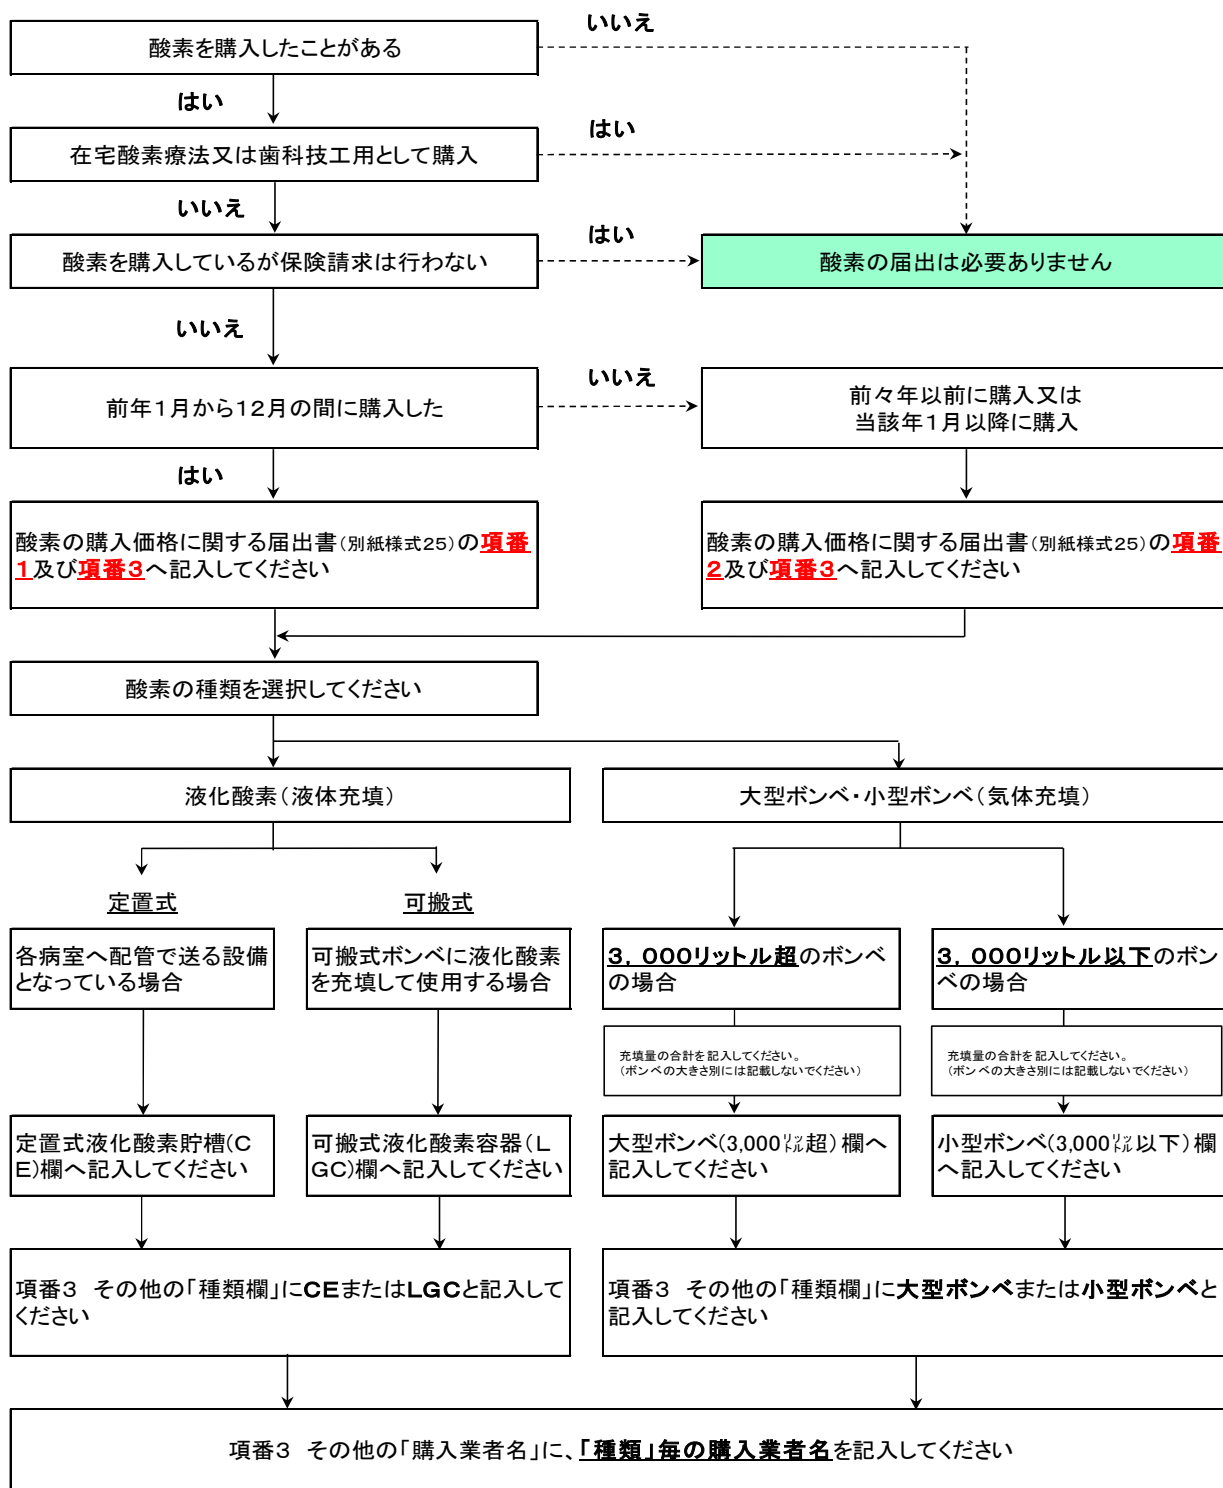 いいえ
酸素を購入したことがある
はい
在宅酸素療法又は歯科技工用として購入
はい
いいえ
酸素を購入しているが保険請求は行わない
はい
酸素の届出は必要ありません
いいえ
前年１月から１２月の間に購入した
いいえ
前々年以前に購入又は
当該年１月以降に購入
はい
酸素の購入価格に関する届出書（別紙様式２５）の項番
１及び項番３へ記入してください
酸素の購入価格に関する届出書（別紙様式２５）の項番
２及び項番３へ記入してください
酸素の種類を選択してください
液化酸素（液体充填）
大型ボンベ・小型ボンベ（気体充填）
定置式
可搬式
各病室へ配管で送る設備
となっている場合
可搬式ボンベに液化酸素
を充填して使用する場合
３，０００リットル超のボンベ
の場合
３，０００リットル以下のボン
ベの場合
充填量の合計を記入してください。
（ボンベの大きさ別には記載しないでください）
充填量の合計を記入してください。
（ボンベの大きさ別には記載しないでください）
定置式液化酸素貯槽（Ｃ
Ｅ）欄へ記入してください
可搬式液化酸素容器（Ｌ
ＧＣ）欄へ記入してください
大型ボンベ（3,000㍑超）欄へ
記入してください
小型ボンベ（3,000㍑以下）欄
へ記入してください
項番３　その他の「種類欄」にＣＥまたはＬＧＣと記入して
ください
項番３　その他の「種類欄」に大型ボンベまたは小型ボンベと
記入してください
項番３　その他の「購入業者名」に、「種類」毎の購入業者名を記入してください